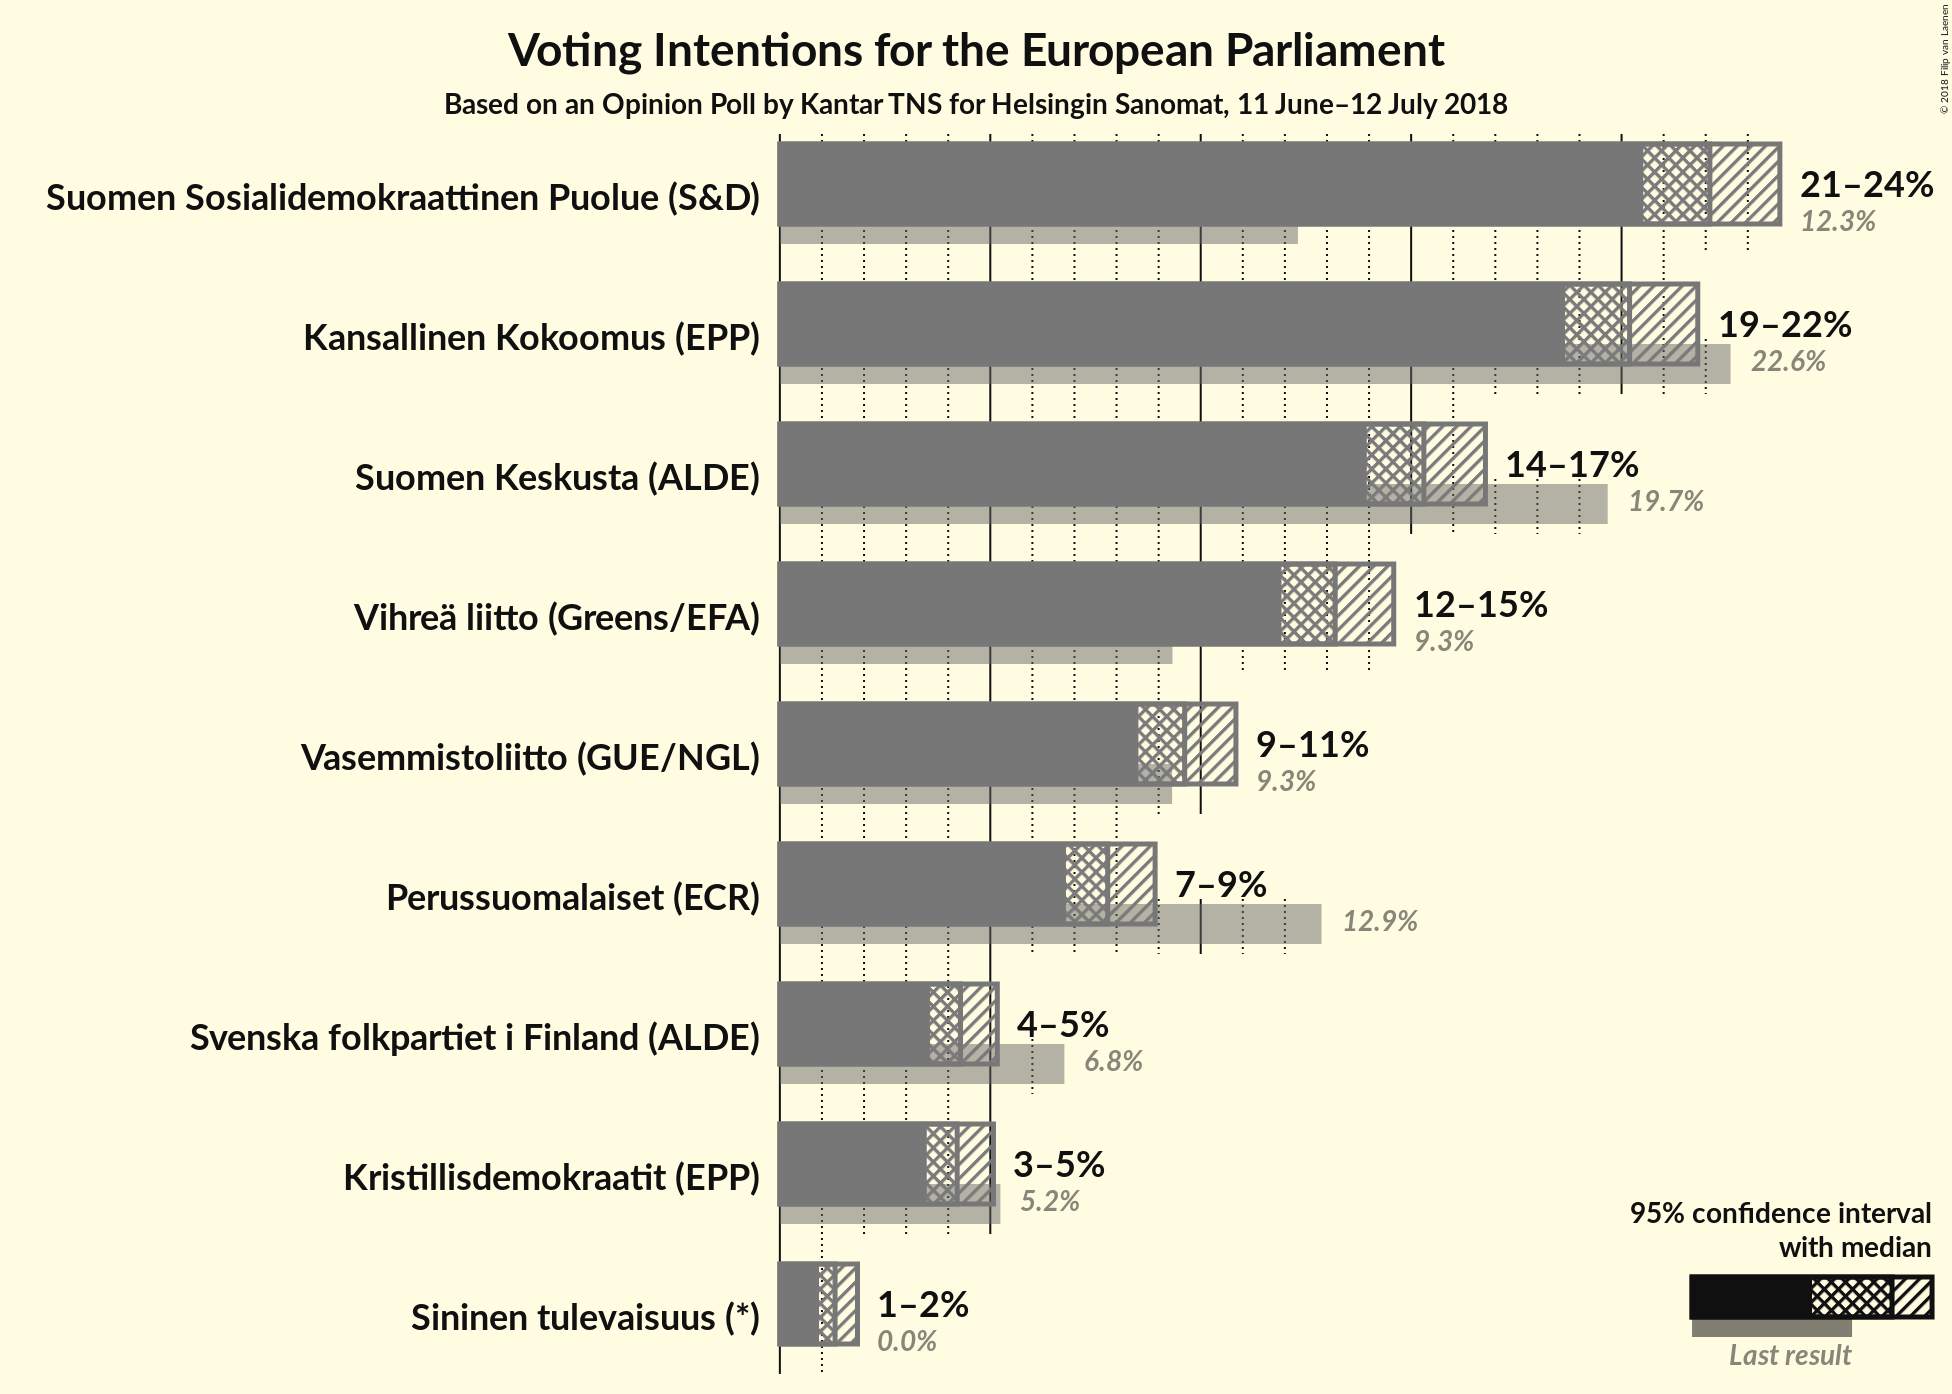 Voting Intentions for the European Parliament
Based on an Opinion Poll by Kantar TNS for Helsingin Sanomat, 11 June–12 July 2018
© 2018 Filip van Laenen
Suomen Sosialidemokraattinen Puolue (S&D)
21–24%
12.3%
Kansallinen Kokoomus (EPP)
19–22%
22.6%
Suomen Keskusta (ALDE)
14–17%
19.7%
Vihreä liitto (Greens/EFA)
12–15%
9.3%
Vasemmistoliitto (GUE/NGL)
9–11%
9.3%
Perussuomalaiset (ECR)
7–9%
12.9%
Svenska folkpartiet i Finland (ALDE)
4–5%
6.8%
Kristillisdemokraatit (EPP)
3–5%
5.2%
Sininen tulevaisuus (*)
1–2%
0.0%
95% confidence interval
with median
Last result